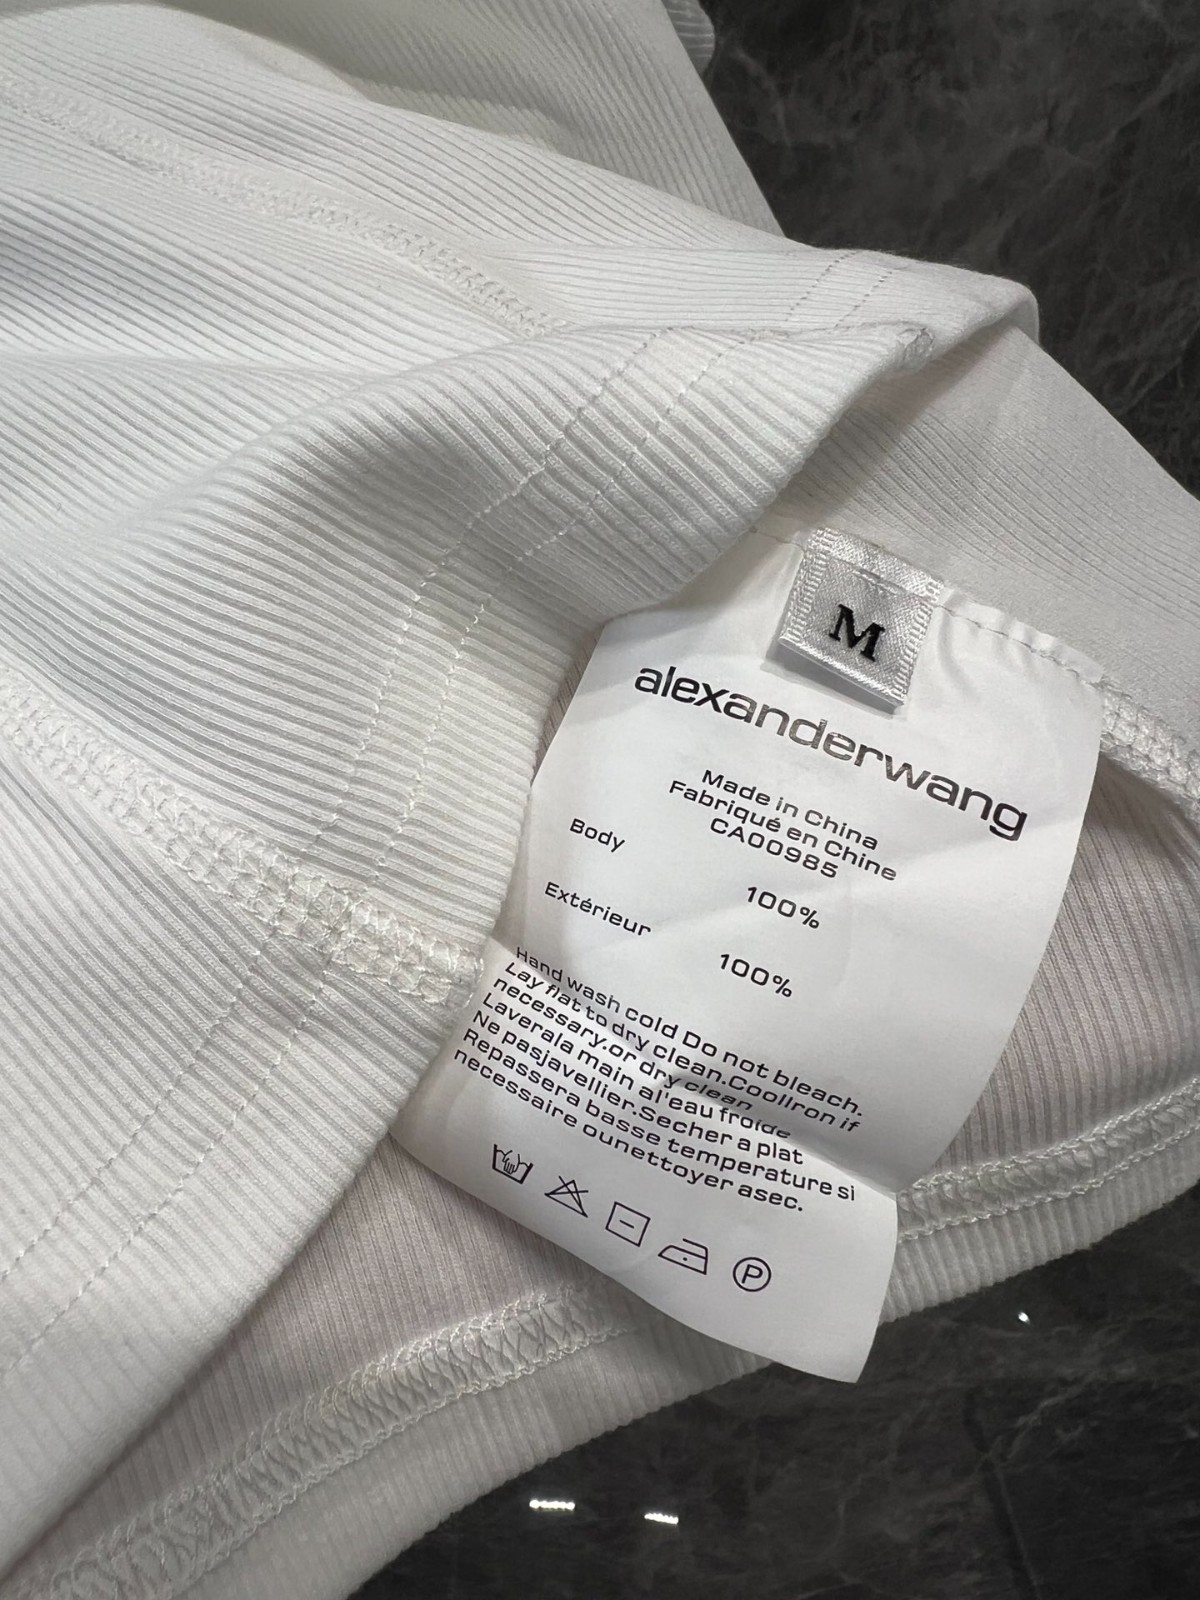 M
alexanderwang
Made in China
Fabriqué en Chine
CA00985
Body
100%
Extérieur
100%
Hand wash cold Do not bleach.
Lay flat to dry clean.CoolIron if
necessary.or dry clean
Laverala main al'eau froide
Ne pasjavellier.Secher a plat
Repassera basse temperature si
necessaire ounettoyer asec.
P